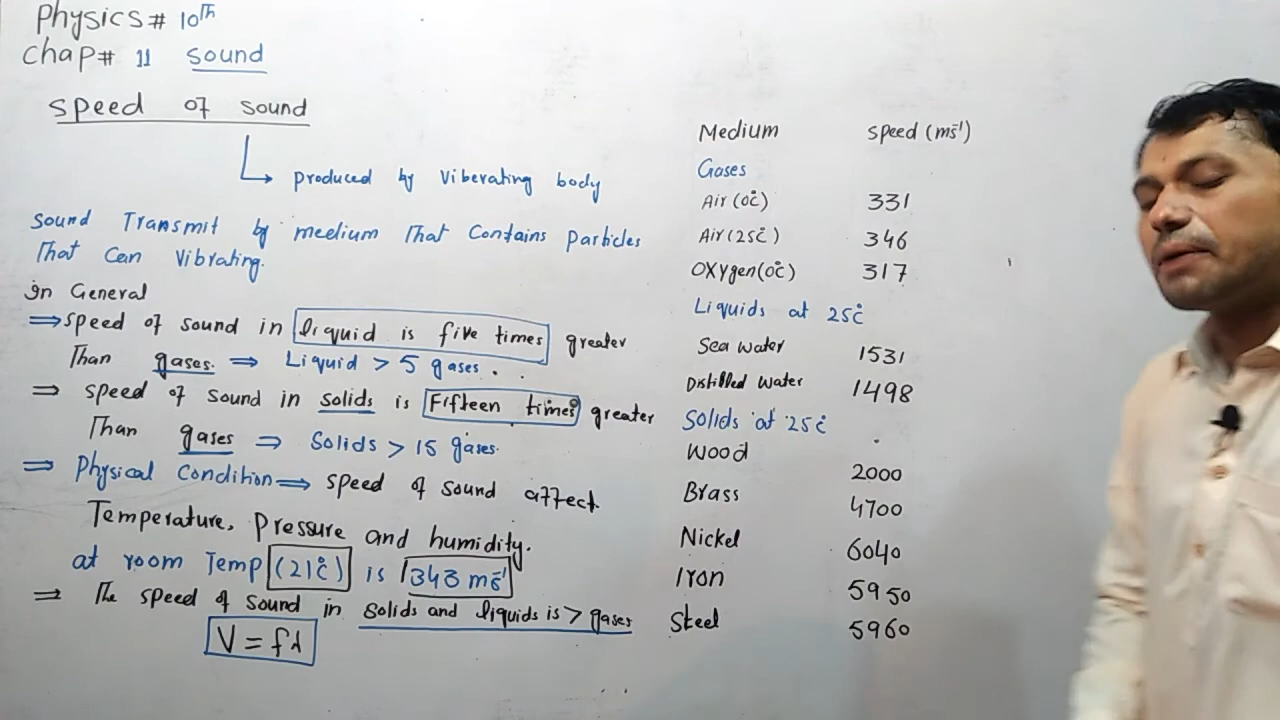 Physics# 10Th
Chap# 11 Sound
Speed of Sound
produced by Viberating body
Sound Transmit by medium That Contains Particles
That Can Vibrating.
In General
⇒ Speed of Sound in liquid is five times greater
Than gases. ⇒ Liquid > 5 gases.
⇒ Speed of Sound in solids is Fifteen times greater
Than gases ⇒ Solids > 15 gases.
⇒ Physical Condition ⇒ Speed of Sound affect.
Temperature, Pressure and humidity.
at room Temp (21°C) is 343 ms⁻¹
⇒ The Speed of Sound in Solids and liquids is > gases
V = fλ
Medium Speed (ms⁻¹)
Gases
Air (0°C) 331
Air (25°C) 346
Oxygen (0°C) 317
Liquids at 25°C
Sea water 1531
Distilled water 1498
Solids at 25°C
Wood 2000
Brass 4700
Nickel 6040
Iron 5950
Steel 5960